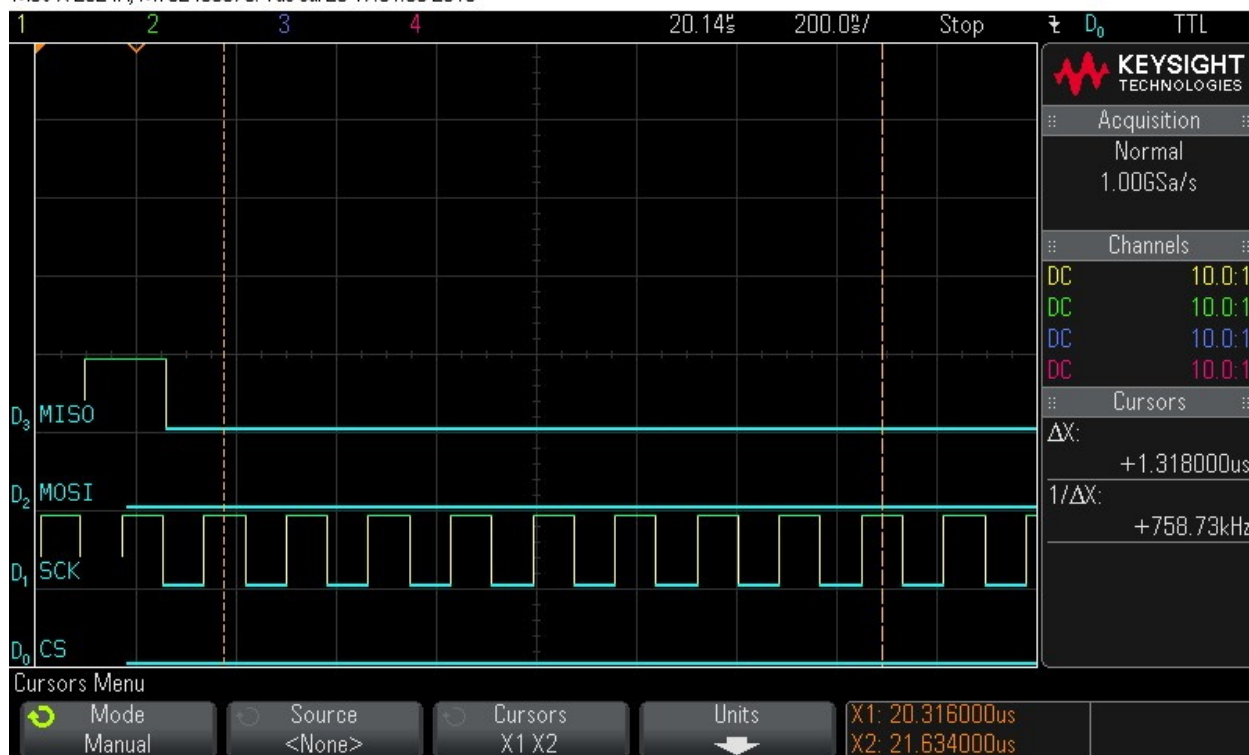 1 2 3 4 20.14µs 200.0ns/ Stop D0 TTL
KEYSIGHT
TECHNOLOGIES
Acquisition
Normal
1.00GSa/s
Channels
DC 10.0:1
DC 10.0:1
DC 10.0:1
DC 10.0:1
Cursors
ΔX:
+1.318000us
1/ΔX:
+758.73kHz
D3 MISO
D2 MOSI
D1 SCK
D0 CS
Cursors Menu
Mode
Manual
Source
<None>
Cursors
X1 X2
Units
X1: 20.316000us
X2: 21.634000us